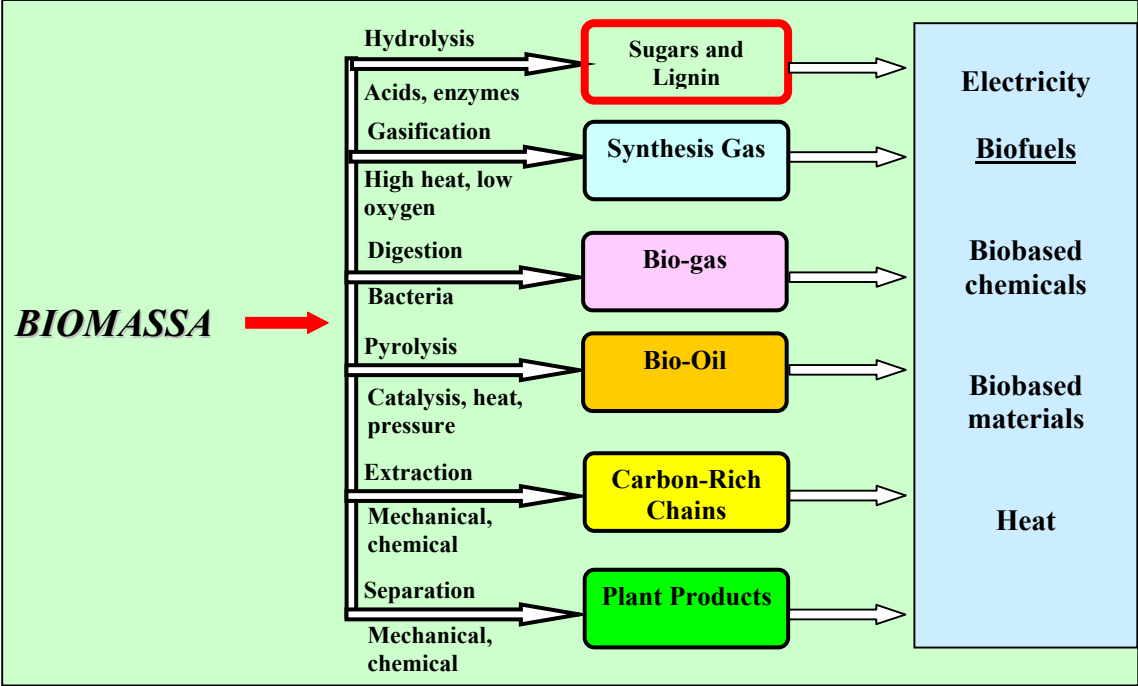 BIOMASSA
Hydrolysis
Acids, enzymes
Sugars and
Lignin
Gasification
High heat, low
oxygen
Synthesis Gas
Digestion
Bacteria
Bio-gas
Pyrolysis
Catalysis, heat,
pressure
Bio-Oil
Extraction
Mechanical,
chemical
Carbon-Rich
Chains
Separation
Mechanical,
chemical
Plant Products
Electricity
Biofuels
Biobased
chemicals
Biobased
materials
Heat